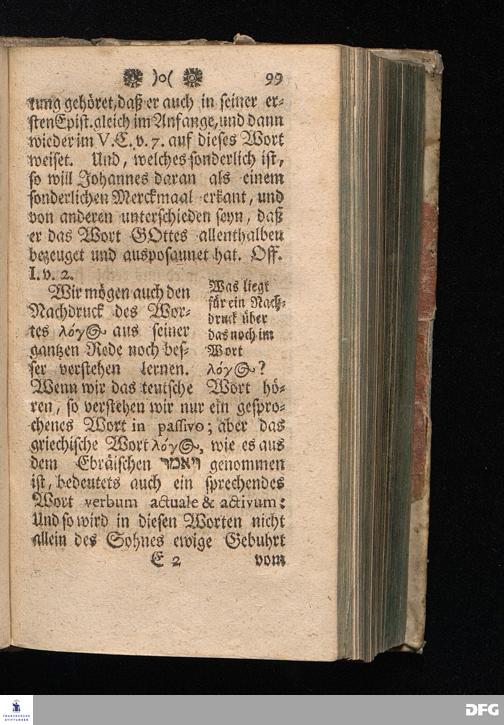 )o( 99
tung gehöret, daß er auch in seiner er-
sten Epist. gleich im Anfange, und dann
wieder im V.C. v. 7. auf dieses Wort
weiset. Und, welches sonderlich ist,
so will Johannes daran als einem
sonderlichen Merckmaal erkant, und
von anderen unterschieden seyn, daß
er das Wort GOttes allenthalben
bezeuget und ausposaunet hat. Off.
I. v. 2.
Wir mögen auch den
Nachdruck des Wor-
tes λόγος aus seiner
gantzen Rede noch bes-
ser verstehen lernen.
Was liegt
für ein Nach-
druck über
das noch im
Wort
λόγος?
Wenn wir das teutsche Wort hö-
ren, so verstehen wir nur ein gespro-
chenes Wort in passivo; aber das
griechische Wort λόγος, wie es aus
dem Ebräischen ויאמר genommen
ist, bedeutets auch ein sprechendes
Wort verbum actuale & activum:
Und so wird in diesen Worten nicht
allein des Sohnes ewige Gebuhrt
E 2 vom
FRANCKESCHE
STIFTUNGEN
DFG